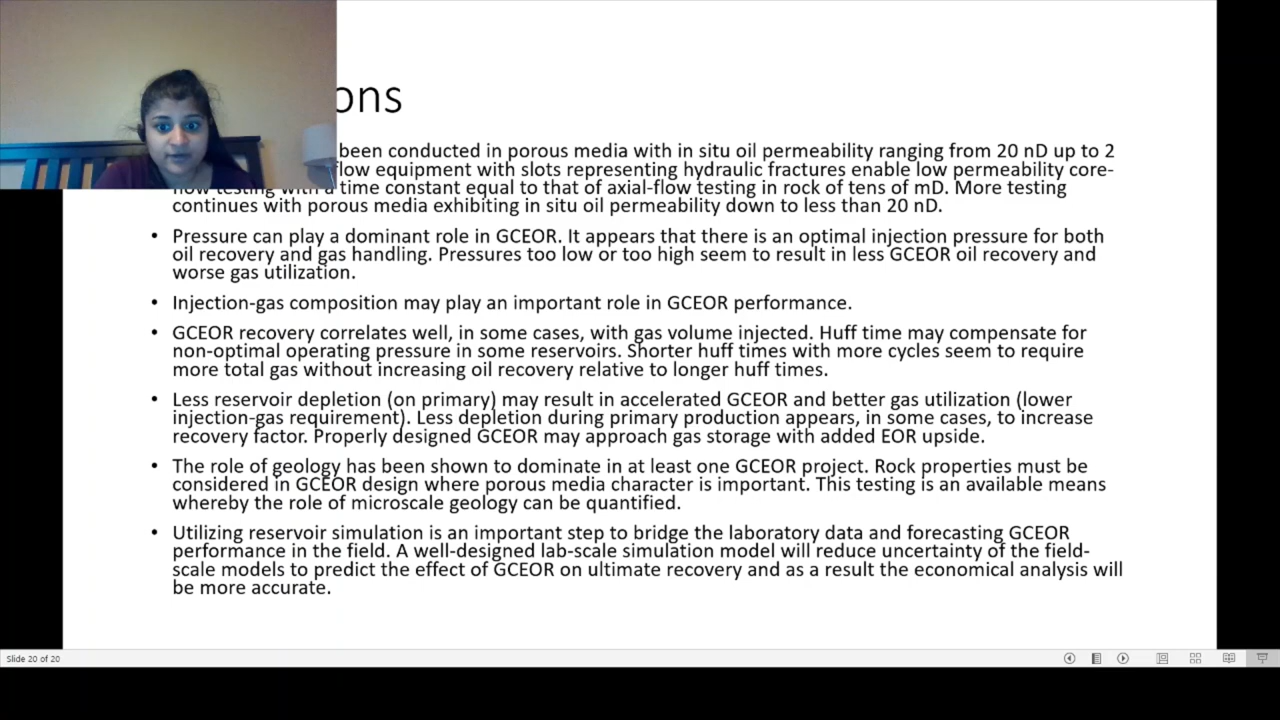 ons
been conducted in porous media with in situ oil permeability ranging from 20 nD up to 2
flow equipment with slots representing hydraulic fractures enable low permeability core-
flow testing with a time constant equal to that of axial-flow testing in rock of tens of mD. More testing
continues with porous media exhibiting in situ oil permeability down to less than 20 nD.
• Pressure can play a dominant role in GCEOR. It appears that there is an optimal injection pressure for both
oil recovery and gas handling. Pressures too low or too high seem to result in less GCEOR oil recovery and
worse gas utilization.
• Injection-gas composition may play an important role in GCEOR performance.
• GCEOR recovery correlates well, in some cases, with gas volume injected. Huff time may compensate for
non-optimal operating pressure in some reservoirs. Shorter huff times with more cycles seem to require
more total gas without increasing oil recovery relative to longer huff times.
• Less reservoir depletion (on primary) may result in accelerated GCEOR and better gas utilization (lower
injection-gas requirement). Less depletion during primary production appears, in some cases, to increase
recovery factor. Properly designed GCEOR may approach gas storage with added EOR upside.
• The role of geology has been shown to dominate in at least one GCEOR project. Rock properties must be
considered in GCEOR design where porous media character is important. This testing is an available means
whereby the role of microscale geology can be quantified.
• Utilizing reservoir simulation is an important step to bridge the laboratory data and forecasting GCEOR
performance in the field. A well-designed lab-scale simulation model will reduce uncertainty of the field-
scale models to predict the effect of GCEOR on ultimate recovery and as a result the economical analysis will
be more accurate.
Slide 20 of 20